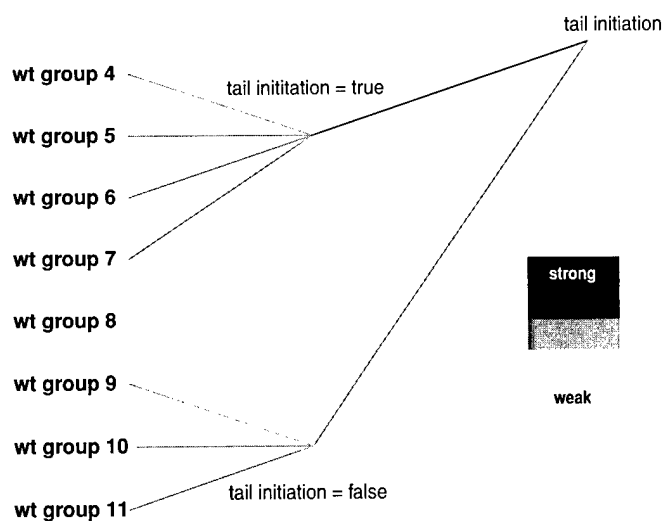 tail initiation
wt group 4
tail inititation = true
wt group 5
wt group 6
wt group 7
strong
wt group 8
wt group 9
weak
wt group 10
tail initiation = false
wt group 11